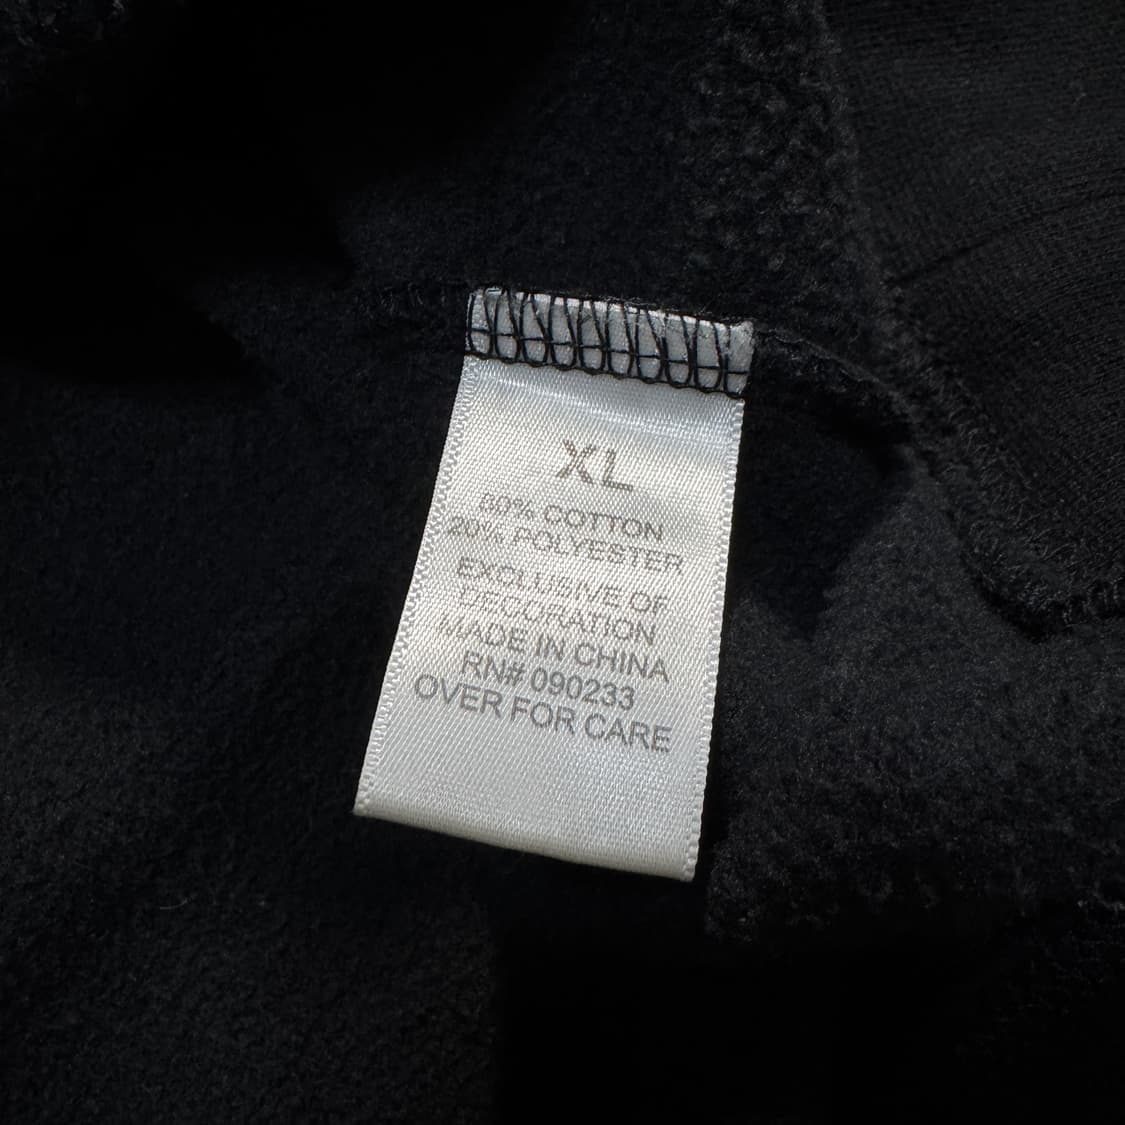 XL
80% COTTON
20% POLYESTER
EXCLUSIVE OF
DECORATION
MADE IN CHINA
RN# 090233
OVER FOR CARE